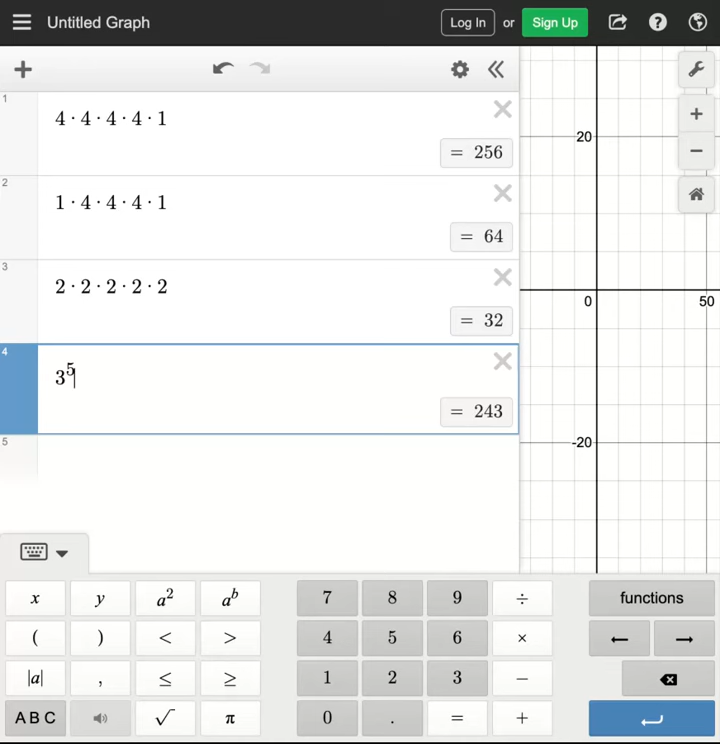 Untitled Graph
Log In or Sign Up
1
4 · 4 · 4 · 4 · 1
= 256
2
1 · 4 · 4 · 4 · 1
= 64
3
2 · 2 · 2 · 2 · 2
= 32
4
3⁵
= 243
5
20
0 50
-20
x y a² aᵇ 7 8 9 ÷ functions
( ) < > 4 5 6 × ← →
|a| , ≤ ≥ 1 2 3 −
A B C √ π 0 . = +